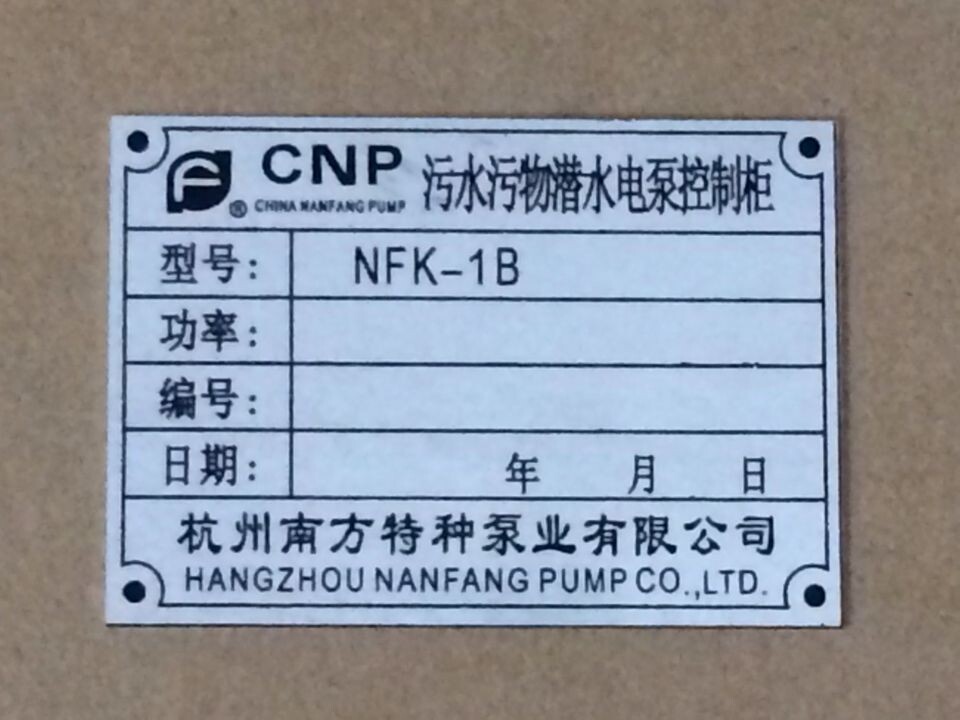 CNP 污水污物潜水电泵控制柜
® CHINA NANFANG PUMP
型号: NFK-1B
功率:
编号:
日期: 年 月 日
杭州南方特种泵业有限公司
HANGZHOU NANFANG PUMP CO.,LTD.